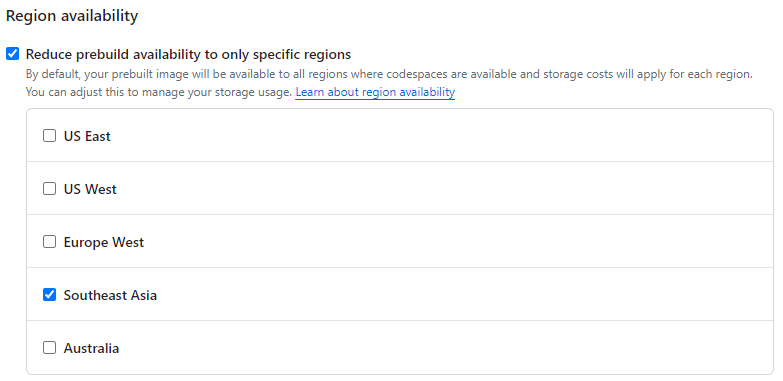 Region availability
Reduce prebuild availability to only specific regions
By default, your prebuilt image will be available to all regions where codespaces are available and storage costs will apply for each region.
You can adjust this to manage your storage usage. Learn about region availability
US East
US West
Europe West
Southeast Asia
Australia